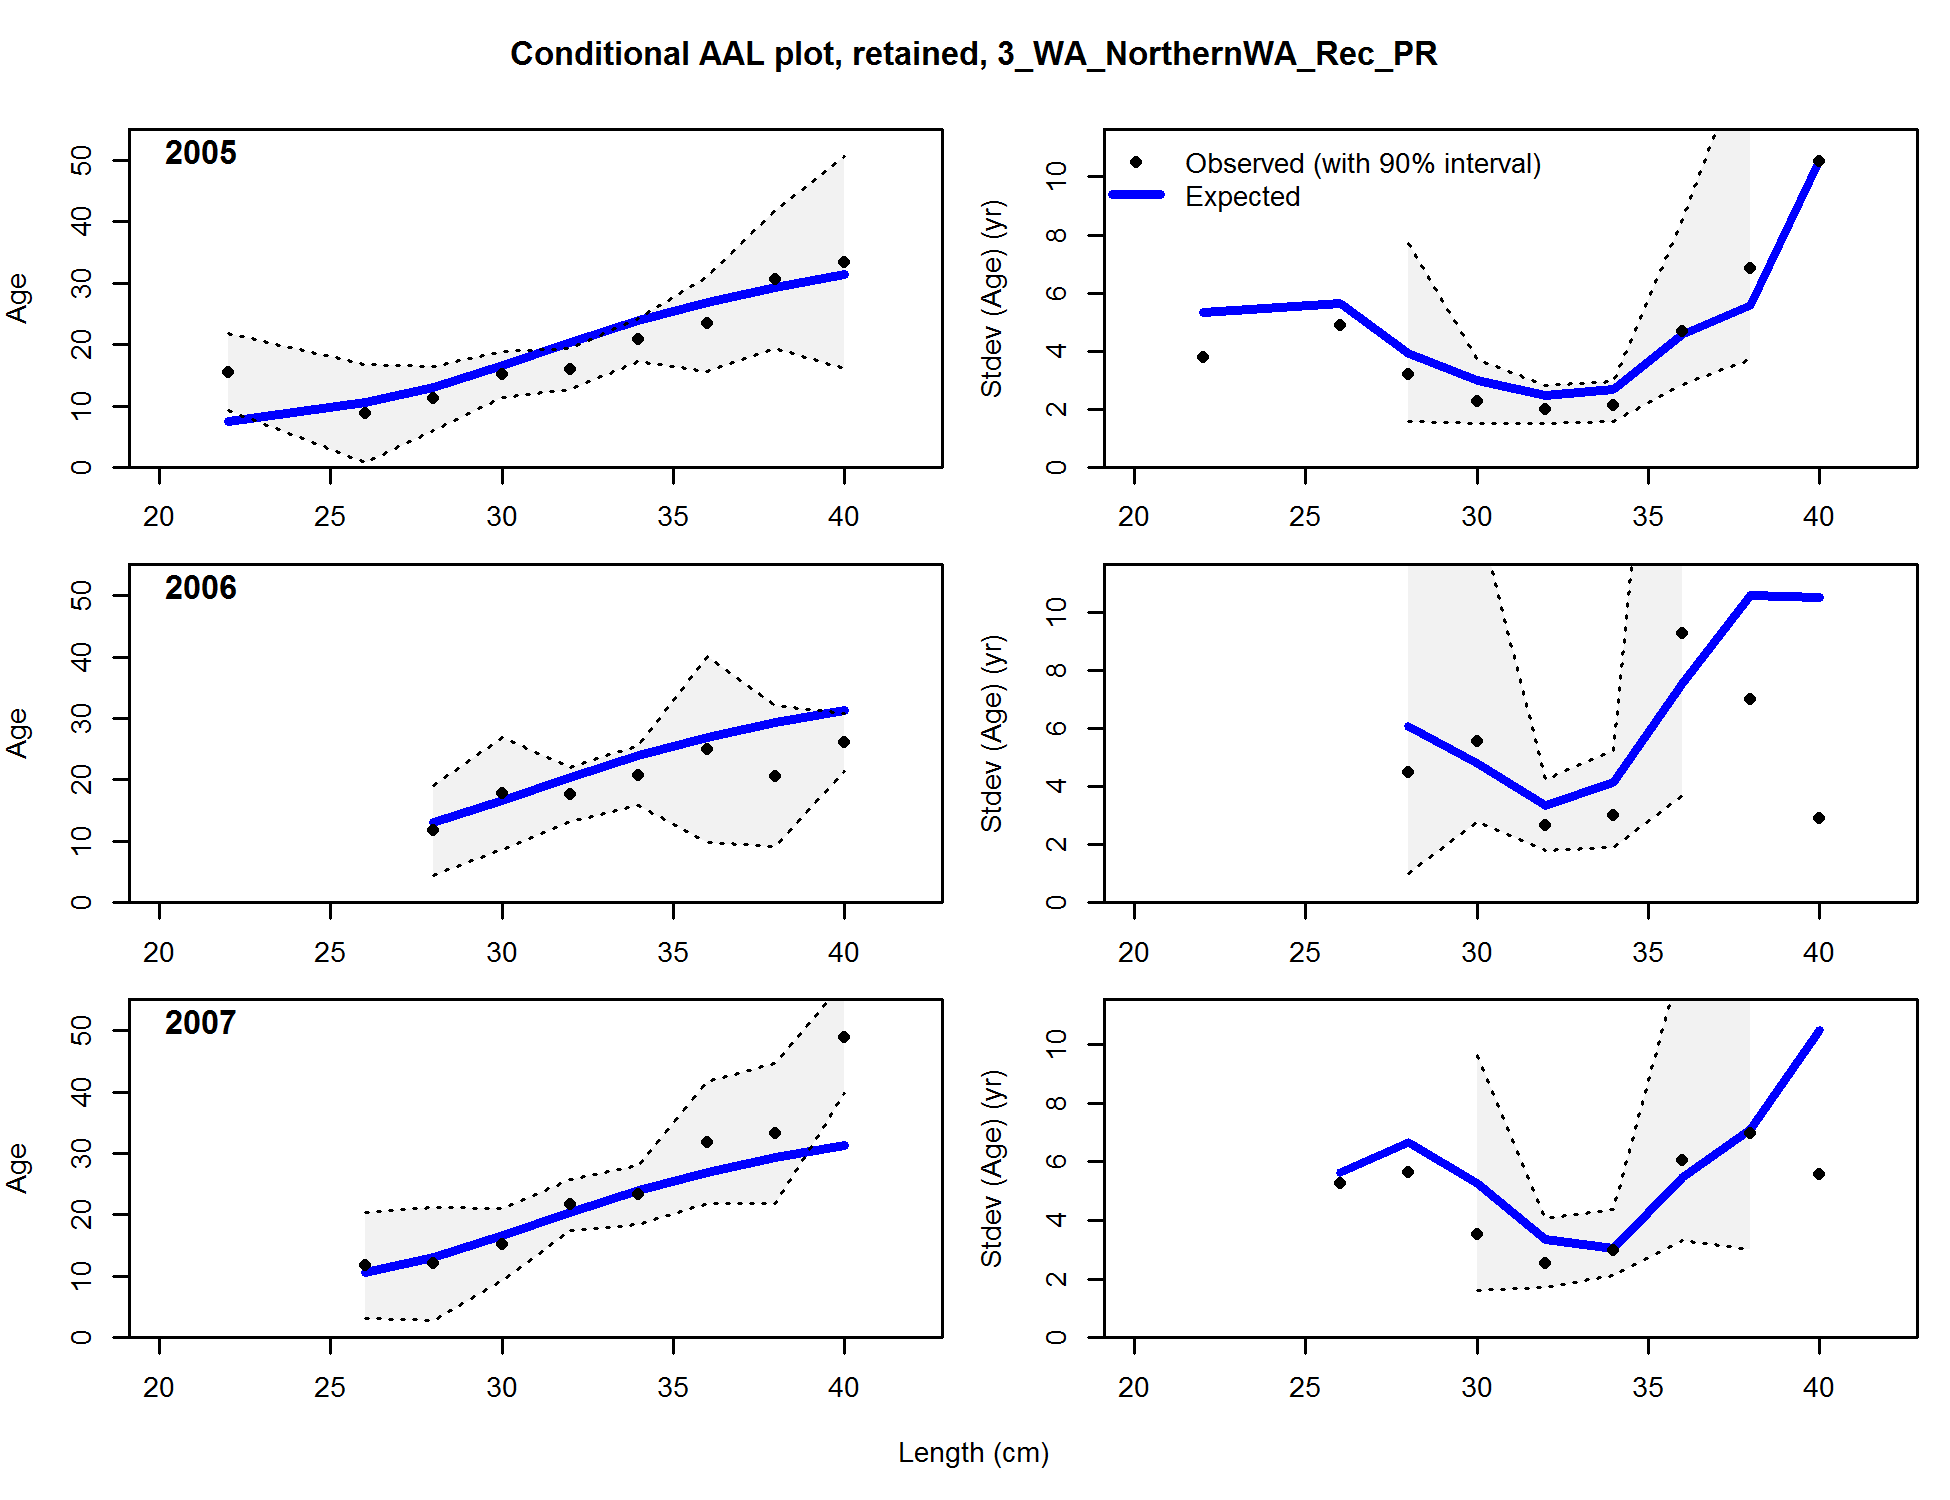 Conditional AAL plot, retained, 3_WA_NorthernWA_Rec_PR
2005
Age
0 10 20 30 40 50
20 25 30 35 40
Observed (with 90% interval)
Expected
Stdev (Age) (yr)
0 2 4 6 8 10
20 25 30 35 40
2006
Age
0 10 20 30 40 50
20 25 30 35 40
Stdev (Age) (yr)
0 2 4 6 8 10
20 25 30 35 40
2007
Age
0 10 20 30 40 50
20 25 30 35 40
Stdev (Age) (yr)
0 2 4 6 8 10
20 25 30 35 40
Length (cm)